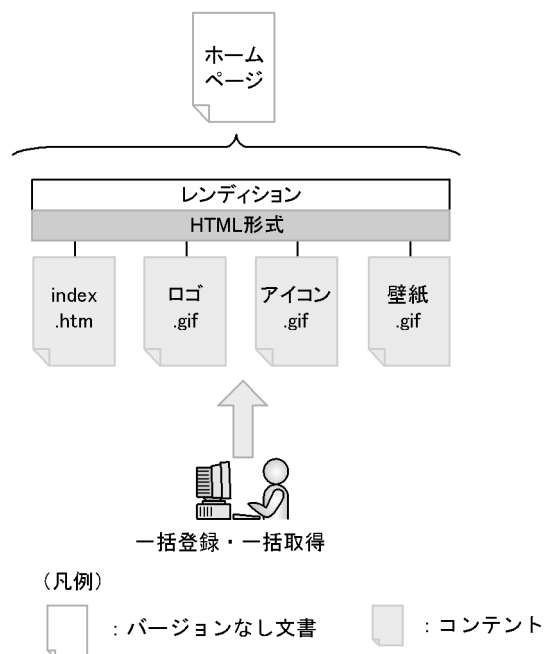 ホーム
ページ
レンディション
HTML形式
index
.htm
ロゴ
.gif
アイコン
.gif
壁紙
.gif
一括登録・一括取得
（凡例）
：バージョンなし文書
：コンテント